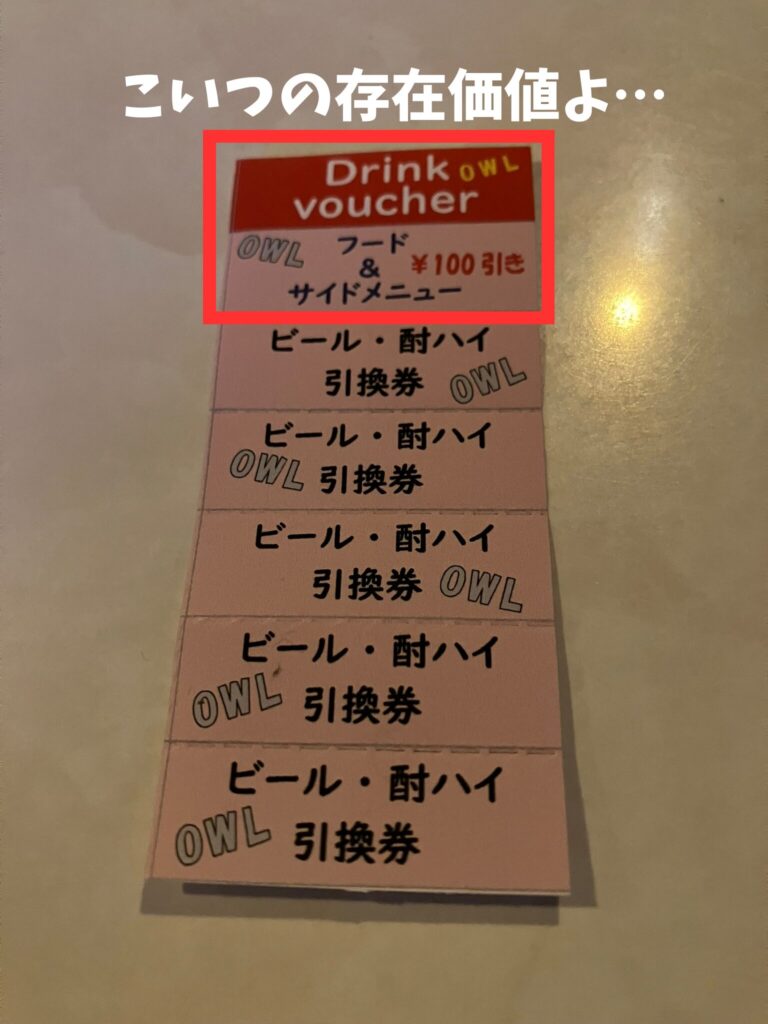 こいつの存在価値よ…
Drink OWL
voucher
OWL フード
& ¥100引き
サイドメニュー
ビール・酎ハイ
引換券 OWL
ビール・酎ハイ
OWL 引換券
ビール・酎ハイ
引換券 OWL
ビール・酎ハイ
OWL 引換券
ビール・酎ハイ
OWL 引換券